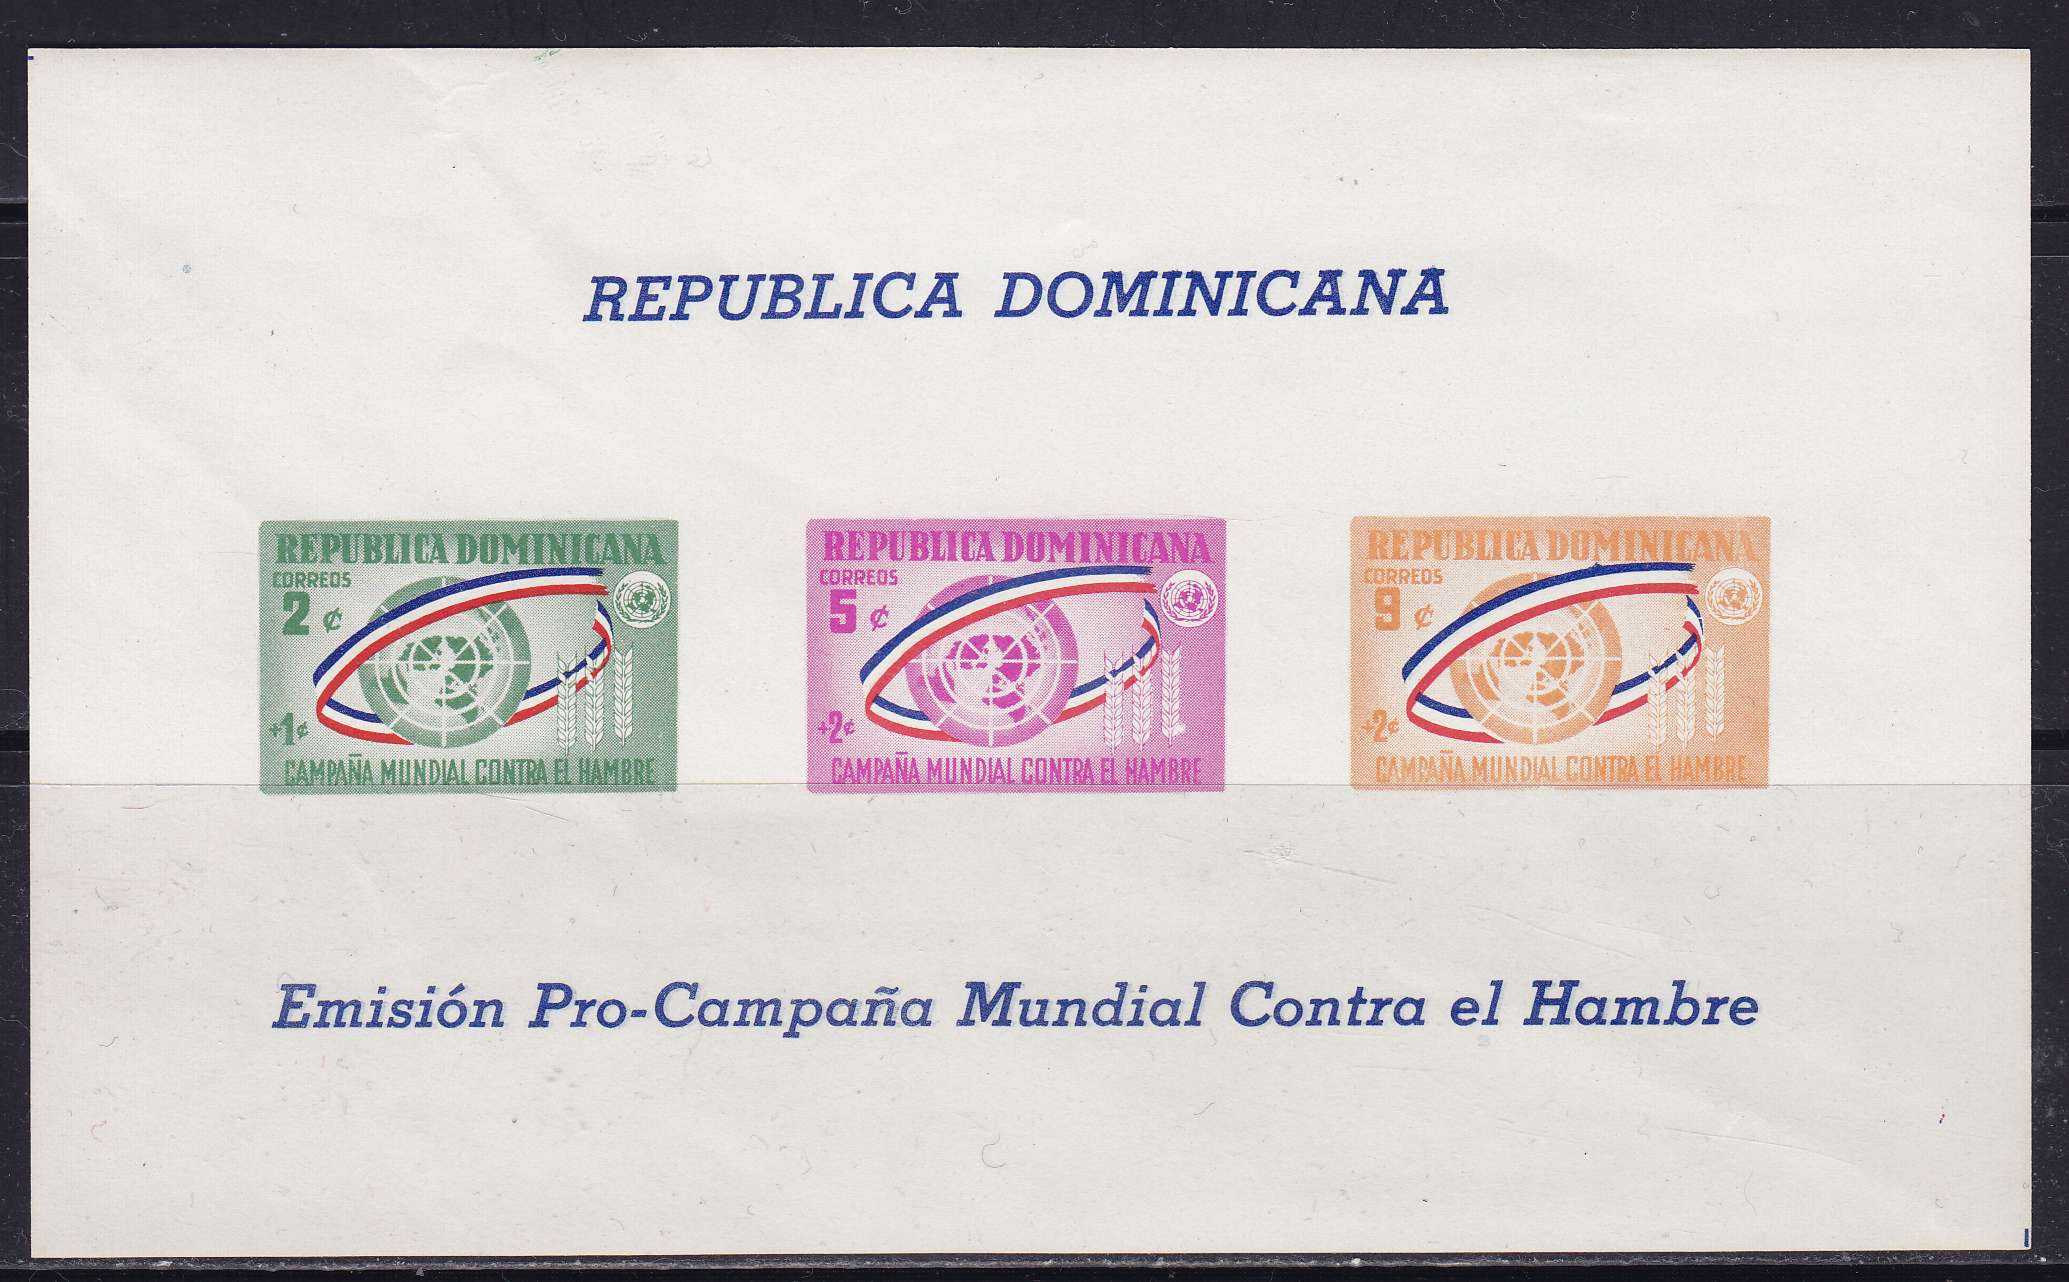 REPUBLICA DOMINICANA
REPUBLICA DOMINICANA
CORREOS
2 ¢
+1¢
CAMPAÑA MUNDIAL CONTRA EL HAMBRE
REPUBLICA DOMINICANA
CORREOS
5 ¢
+2¢
CAMPAÑA MUNDIAL CONTRA EL HAMBRE
REPUBLICA DOMINICANA
CORREOS
9 ¢
+2¢
CAMPAÑA MUNDIAL CONTRA EL HAMBRE
Emisión Pro-Campaña Mundial Contra el Hambre